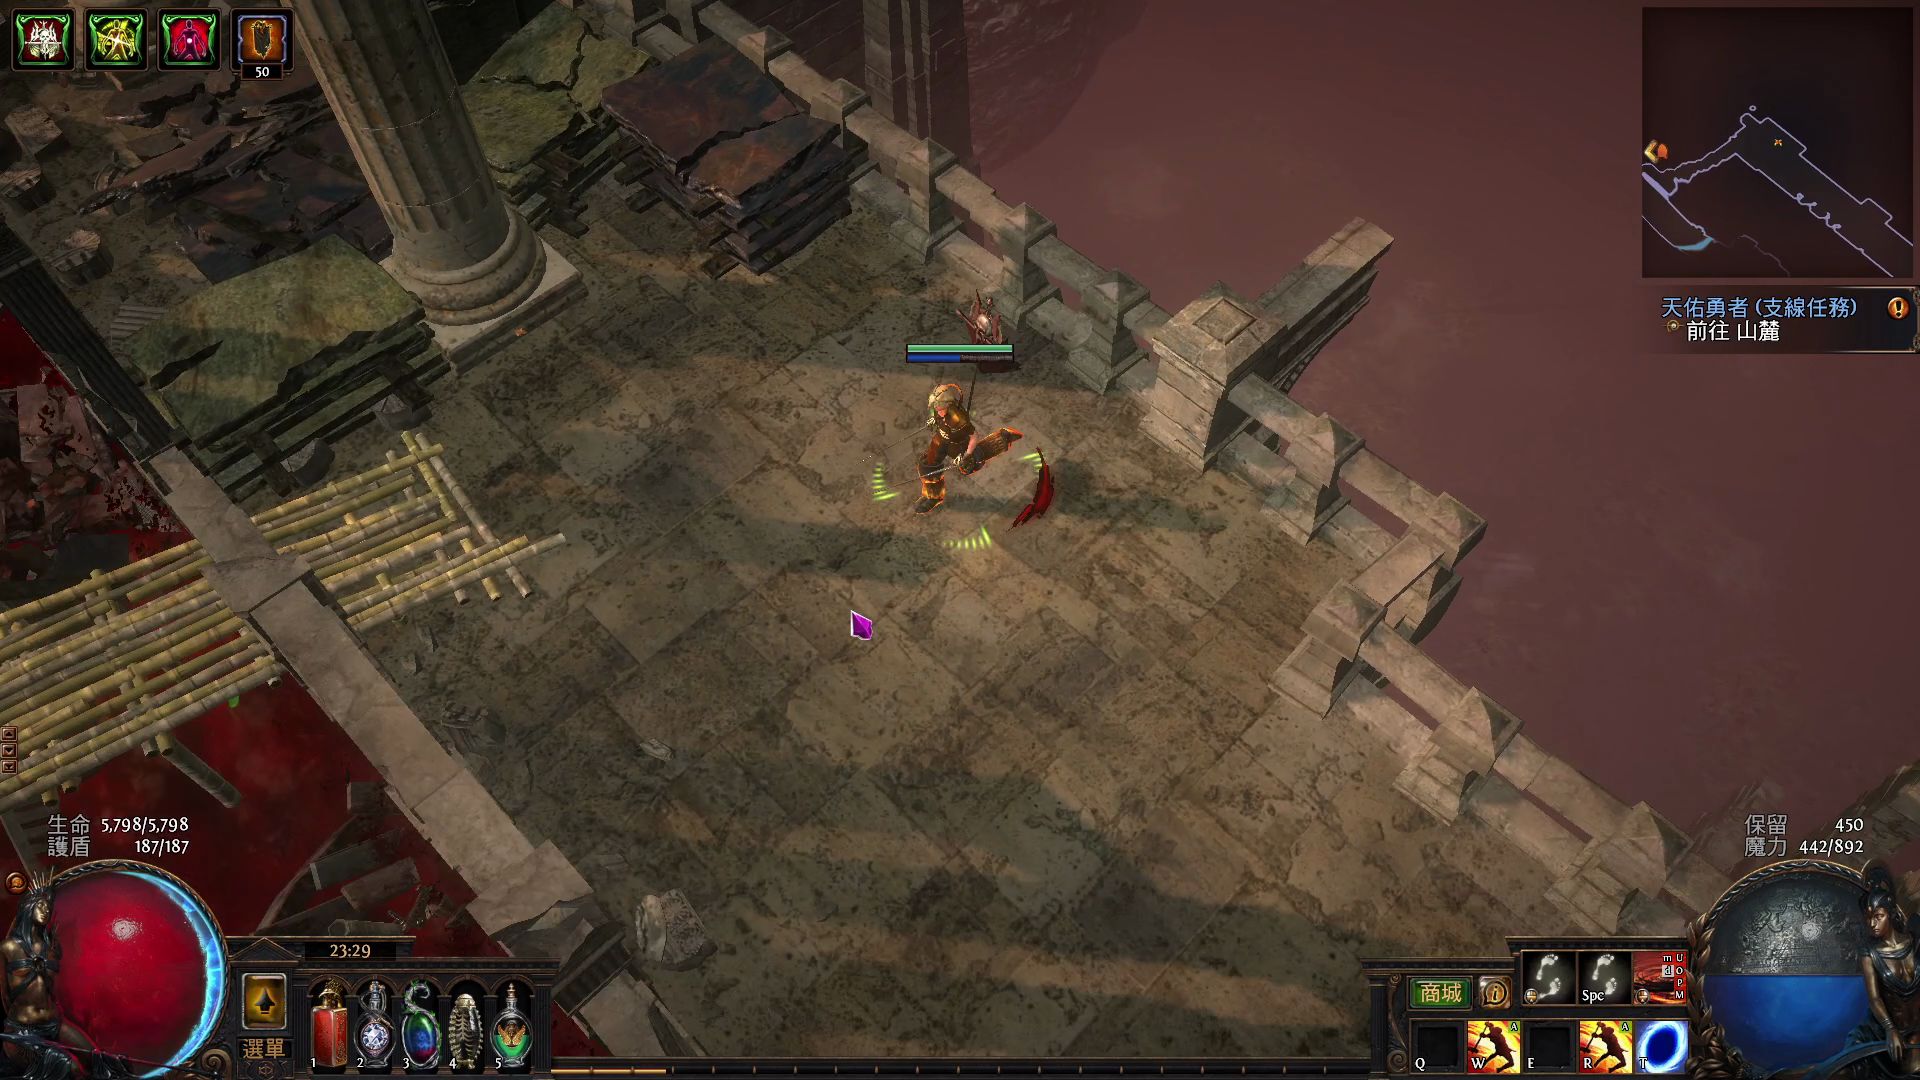 50
天佑勇者 (支線任務)
前往 山麓
生命 5,798/5,798
護盾 187/187
保留 450
魔力 442/892
23:29
選單
1
2
3
4
5
商城
Spc
m U
d O
P
M
Q
W
A
E
R
A
T